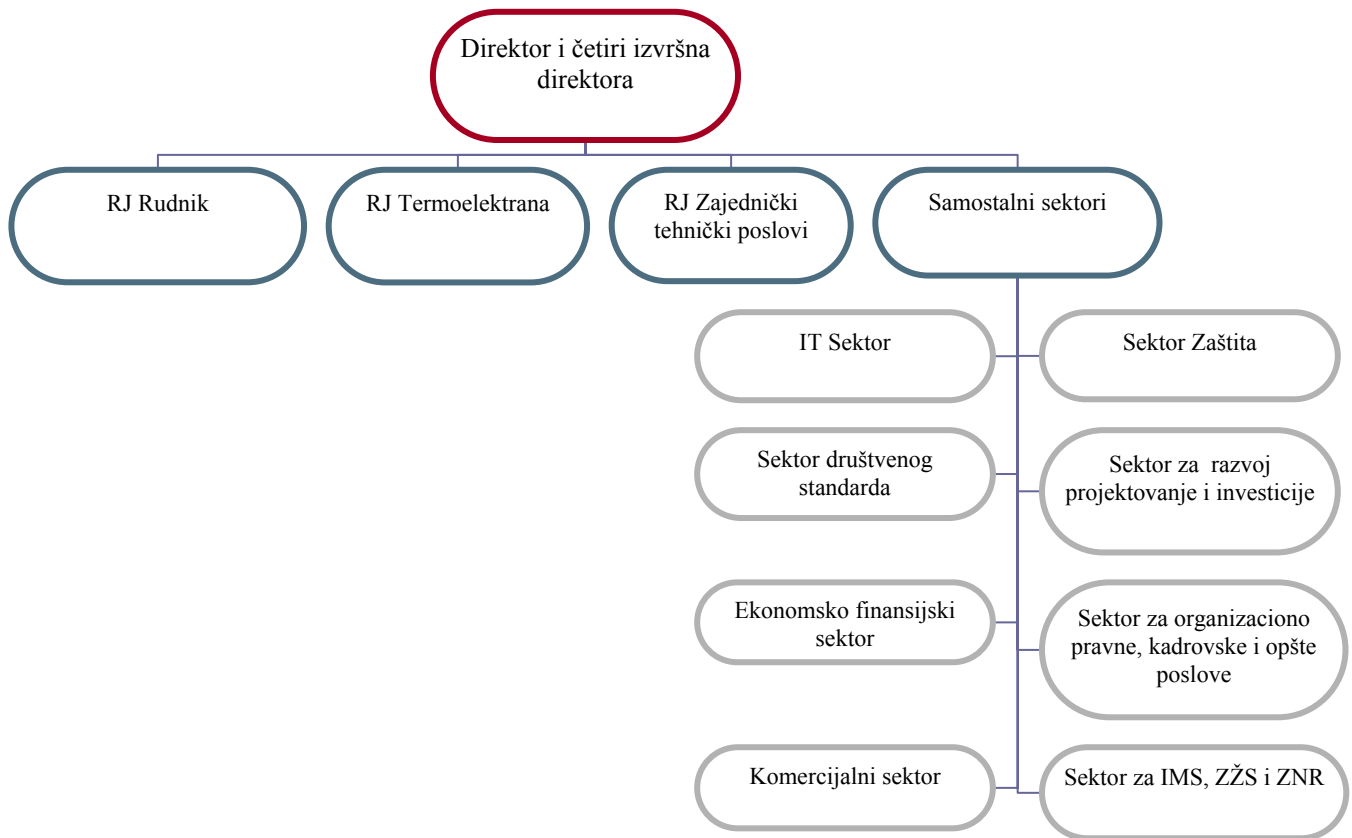 Direktor i četiri izvršna
direktora
RJ Rudnik
RJ Termoelektrana
RJ Zajednički
tehnički poslovi
Samostalni sektori
IT Sektor
Sektor Zaštita
Sektor društvenog
standarda
Sektor za razvoj
projektovanje i investicije
Ekonomsko finansijski
sektor
Sektor za organizaciono
pravne, kadrovske i opšte
poslove
Komercijalni sektor
Sektor za IMS, ZŽS i ZNR